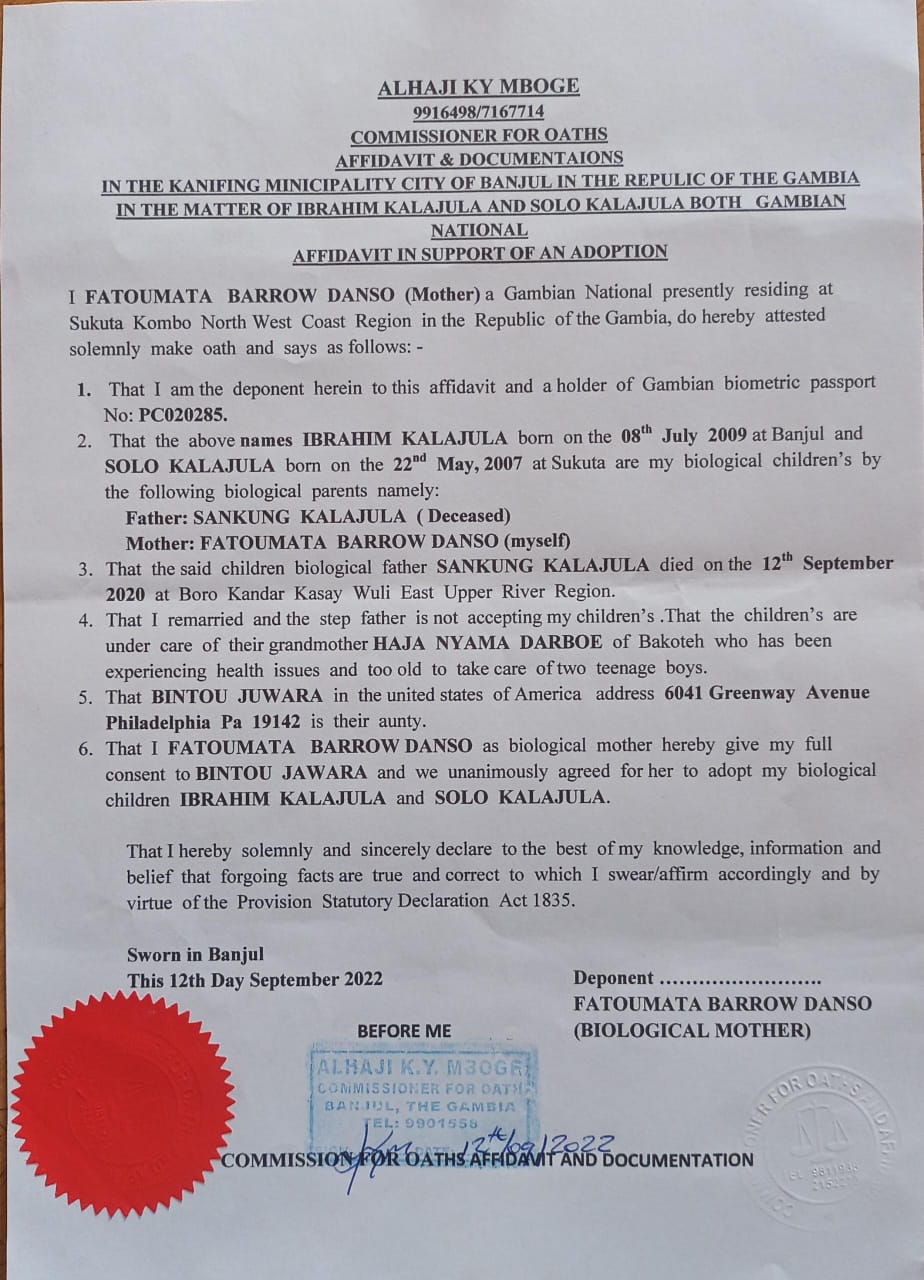 ALHAJI KY MBOGE
9916498/7167714
COMMISSIONER FOR OATHS
AFFIDAVIT & DOCUMENTAIONS
IN THE KANIFING MINICIPALITY CITY OF BANJUL IN THE REPULIC OF THE GAMBIA
IN THE MATTER OF IBRAHIM KALAJULA AND SOLO KALAJULA BOTH GAMBIAN
NATIONAL
AFFIDAVIT IN SUPPORT OF AN ADOPTION
I FATOUMATA BARROW DANSO (Mother) a Gambian National presently residing at
Sukuta Kombo North West Coast Region in the Republic of the Gambia, do hereby attested
solemnly make oath and says as follows: -
1. That I am the deponent herein to this affidavit and a holder of Gambian biometric passport
No: PC020285.
2. That the above names IBRAHIM KALAJULA born on the 08th July 2009 at Banjul and
SOLO KALAJULA born on the 22nd May, 2007 at Sukuta are my biological children's by
the following biological parents namely:
Father: SANKUNG KALAJULA ( Deceased)
Mother: FATOUMATA BARROW DANSO (myself)
3. That the said children biological father SANKUNG KALAJULA died on the 12th September
2020 at Boro Kandar Kasay Wuli East Upper River Region.
4. That I remarried and the step father is not accepting my children's .That the children's are
under care of their grandmother HAJA NYAMA DARBOE of Bakoteh who has been
experiencing health issues and too old to take care of two teenage boys.
5. That BINTOU JUWARA in the united states of America address 6041 Greenway Avenue
Philadelphia Pa 19142 is their aunty.
6. That I FATOUMATA BARROW DANSO as biological mother hereby give my full
consent to BINTOU JAWARA and we unanimously agreed for her to adopt my biological
children IBRAHIM KALAJULA and SOLO KALAJULA.
That I hereby solemnly and sincerely declare to the best of my knowledge, information and
belief that forgoing facts are true and correct to which I swear/affirm accordingly and by
virtue of the Provision Statutory Declaration Act 1835.
Sworn in Banjul
This 12th Day September 2022
Deponent .........................
FATOUMATA BARROW DANSO
(BIOLOGICAL MOTHER)
BEFORE ME
ALHAJI K.Y. MBOGE
COMMISSIONER FOR OATH
BANJUL, THE GAMBIA
TEL: 9901558
12th/09/2022
COMMISSION FOR OATHS AFFIDAVIT AND DOCUMENTATION